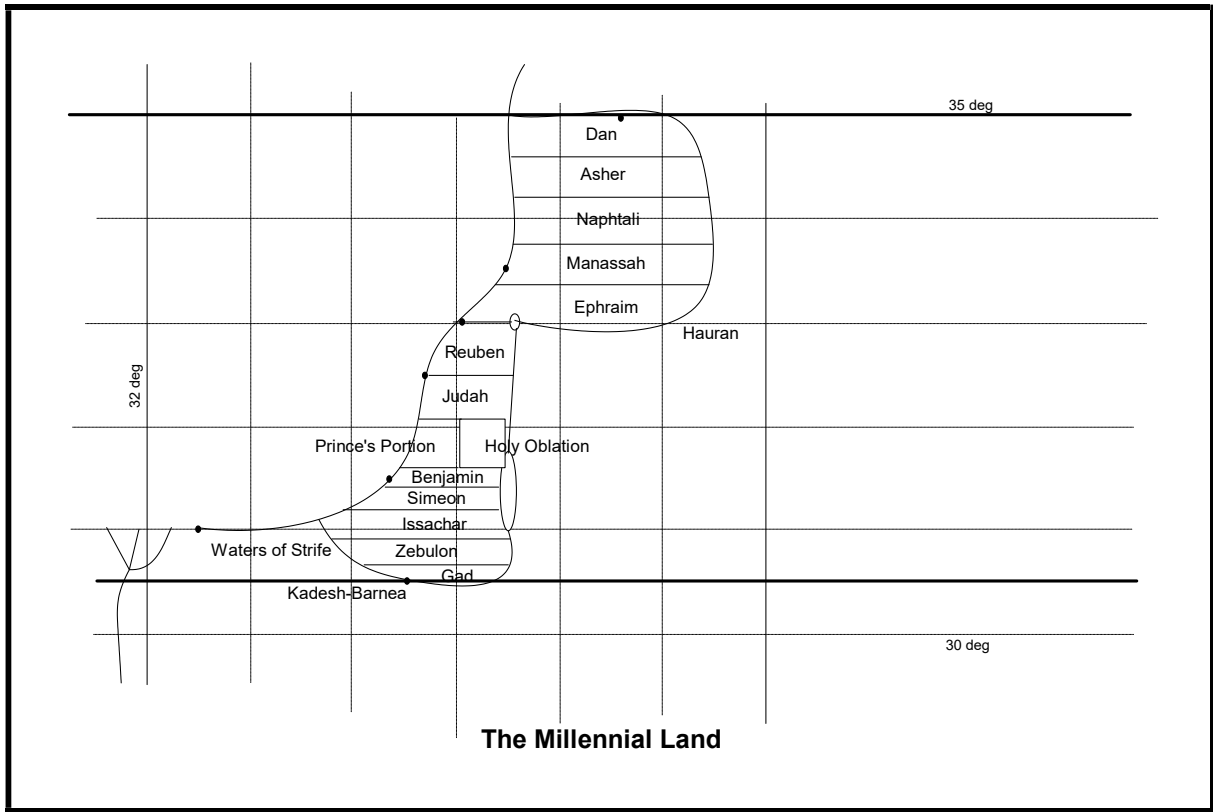 35 deg
Dan
Asher
Naphtali
Manassah
Ephraim
Hauran
Reuben
32 deg
Judah
Prince's Portion
Holy Oblation
Benjamin
Simeon
Issachar
Waters of Strife
Zebulon
Gad
Kadesh-Barnea
30 deg
The Millennial Land